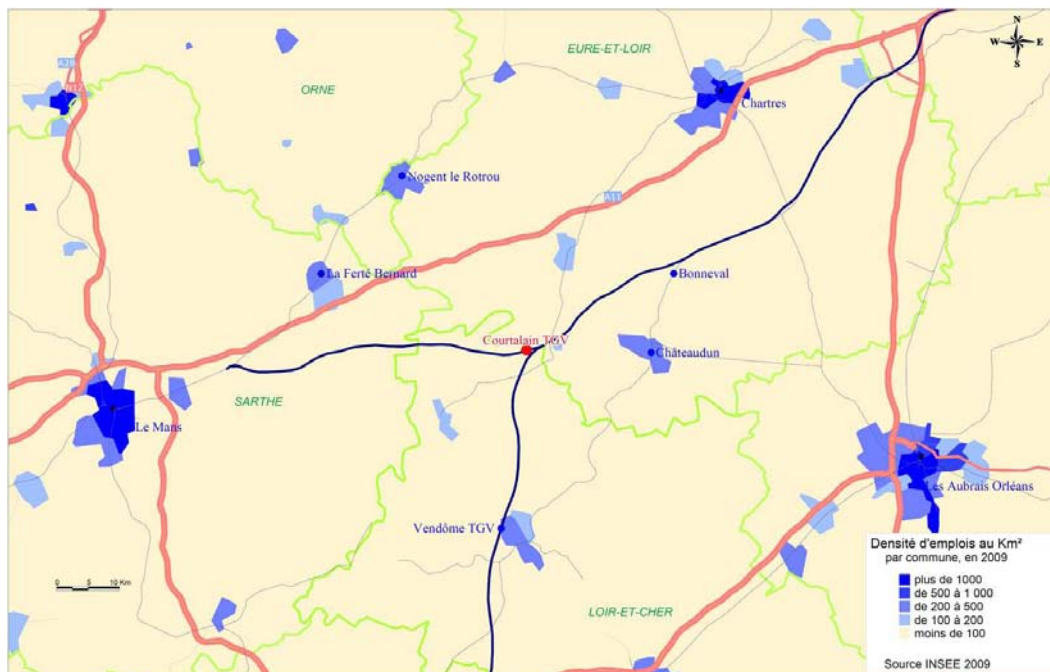 N
W E
S
EURE-ET-LOIR
ORNE
A28
Chartres
Nogent le Rotrou
A11
La Ferté Bernard
Bonneval
Courtalain TGV
Châteaudun
SARTHE
Le Mans
Les Aubrais Orléans
Vendôme TGV
LOIR-ET-CHER
0 5 10 Km
Densité d'emplois au Km²
par commune, en 2009
plus de 1000
de 500 à 1 000
de 200 à 500
de 100 à 200
moins de 100
Source INSEE 2009